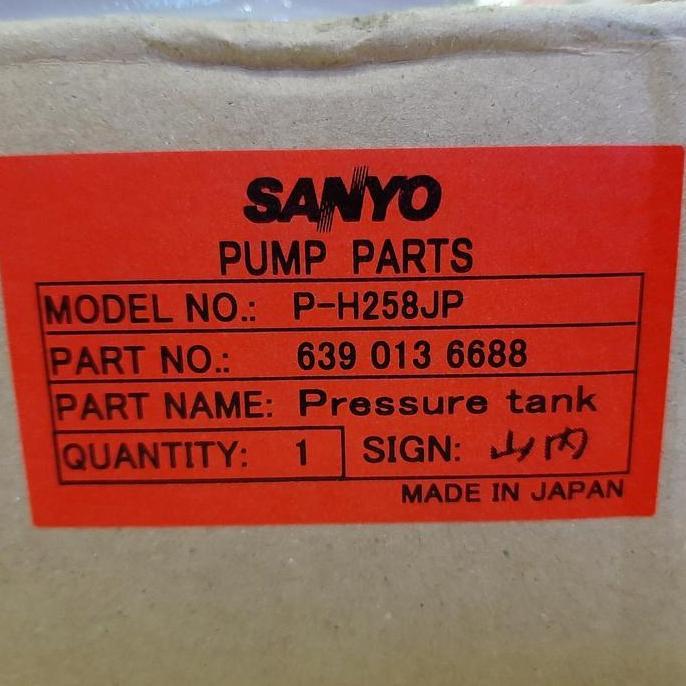 SANYO
PUMP PARTS
MODEL NO.: P-H258JP
PART NO.: 639 013 6688
PART NAME: Pressure tank
QUANTITY: 1 SIGN: 山内
MADE IN JAPAN